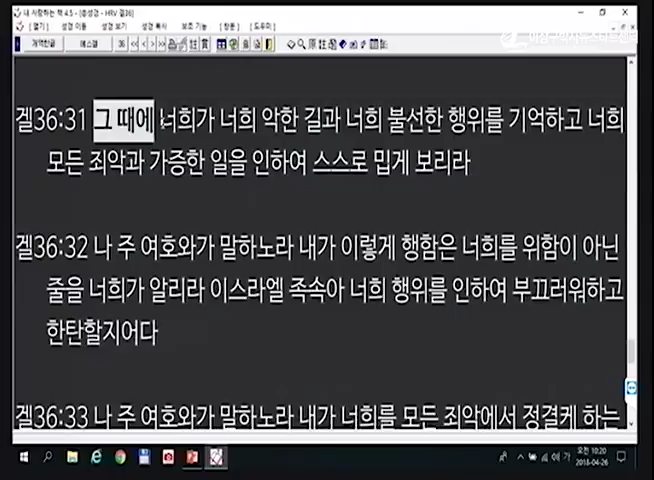 내 사랑하는 책 4.5 - [B성경 - HRV 겔36]
[열기] 성경 이동 성경 보기 성경 복사 보조 기능 [창문] [도우미]
개역한글 에스겔 36
겔36:31 그 때에 너희가 너희 악한 길과 너희 불선한 행위를 기억하고 너희
모든 죄악과 가증한 일을 인하여 스스로 밉게 보리라
겔36:32 나 주 여호와가 말하노라 내가 이렇게 행함은 너희를 위함이 아닌
줄을 너희가 알리라 이스라엘 족속아 너희 행위를 인하여 부끄러워하고
한탄할지어다
겔36:33 나 주 여호와가 말하노라 내가 너희를 모든 죄악에서 정결케 하는
오전 10:20
2018-04-26